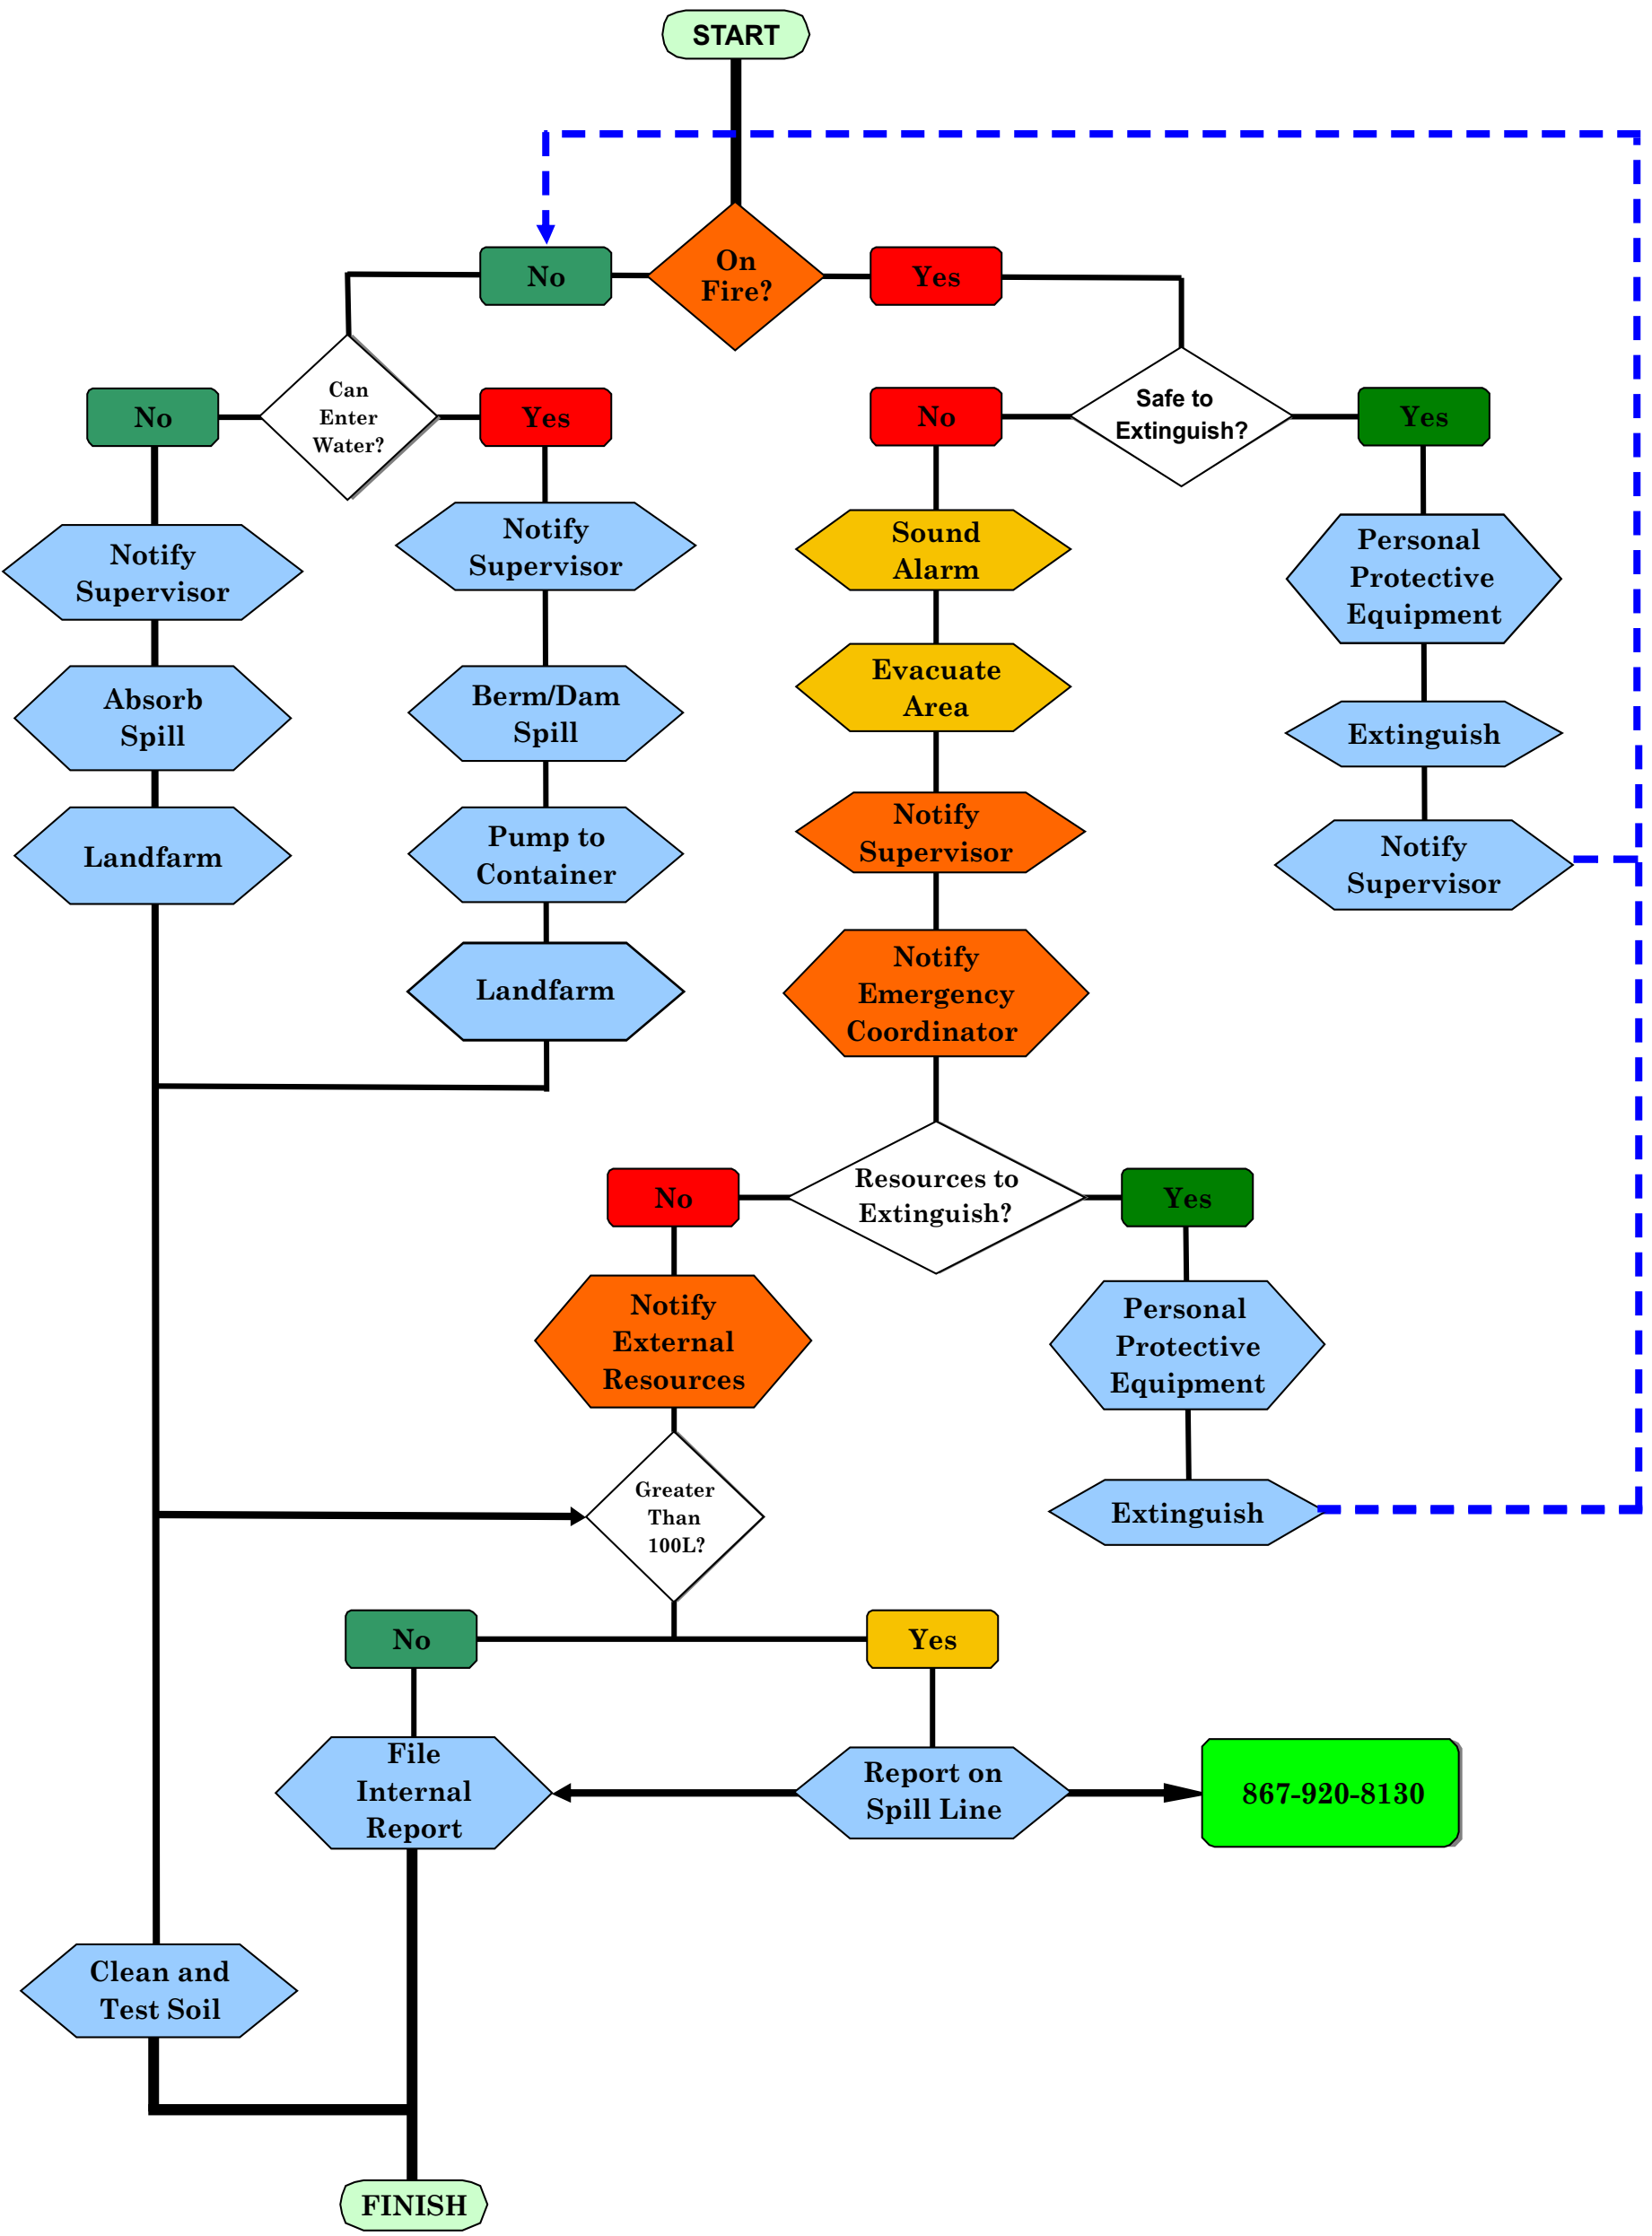 START
On
Fire?
No
Yes
Can
Enter
Water?
No
Yes
Safe to
Extinguish?
No
Yes
Notify
Supervisor
Absorb
Spill
Landfarm
Notify
Supervisor
Berm/Dam
Spill
Pump to
Container
Landfarm
Sound
Alarm
Evacuate
Area
Notify
Supervisor
Notify
Emergency
Coordinator
Personal
Protective
Equipment
Extinguish
Notify
Supervisor
Resources to
Extinguish?
No
Yes
Notify
External
Resources
Personal
Protective
Equipment
Extinguish
Greater
Than
100L?
No
Yes
File
Internal
Report
Report on
Spill Line
867-920-8130
Clean and
Test Soil
FINISH